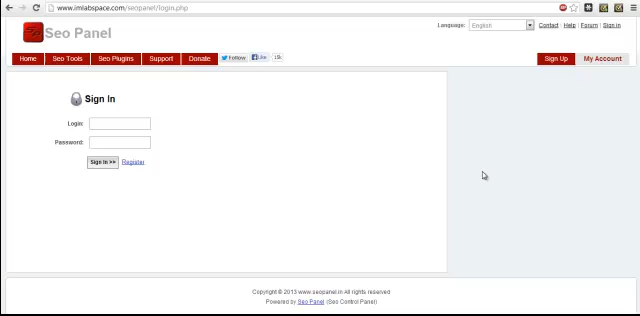 www.imlabspace.com/seopanel/login.php
Seo Panel
Language: English Contact | Help | Forum | Sign in
Home Seo Tools Seo Plugins Support Donate Follow Like 15k Sign Up My Account
Sign In
Login:
Password:
Sign In >> Register
Copyright © 2013 www.seopanel.in All rights reserved
Powered by Seo Panel (Seo Control Panel)